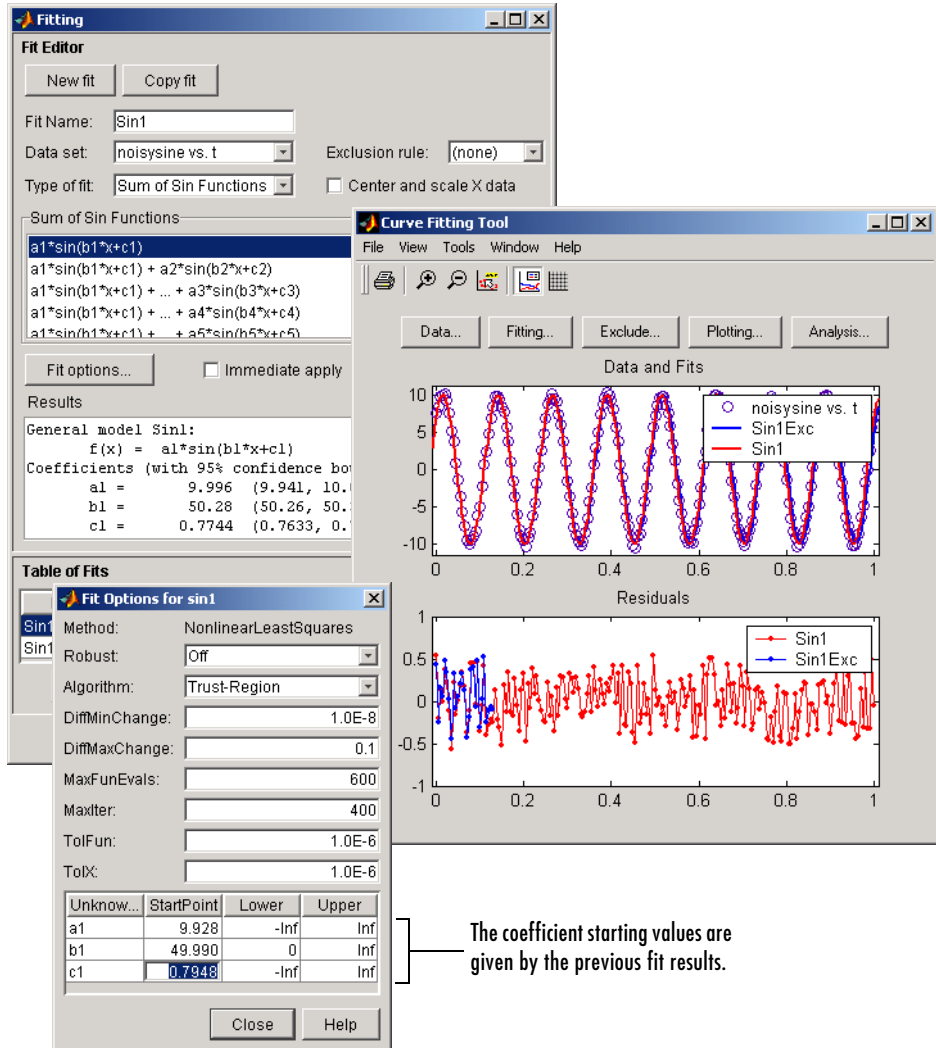 Fitting
Fit Editor
New fit
Copy fit
Fit Name:
Sin1
Data set:
noisysine vs. t
Exclusion rule:
(none)
Type of fit:
Sum of Sin Functions
Center and scale X data
Sum of Sin Functions
a1*sin(b1*x+c1)
a1*sin(b1*x+c1) + a2*sin(b2*x+c2)
a1*sin(b1*x+c1) + ... + a3*sin(b3*x+c3)
a1*sin(b1*x+c1) + ... + a4*sin(b4*x+c4)
a1*sin(b1*x+c1) + ... + a5*sin(b5*x+c5)
Fit options...
Immediate apply
Results
General model Sin1:
f(x) = a1*sin(b1*x+c1)
Coefficients (with 95% confidence bou
a1 = 9.996 (9.941, 10.
b1 = 50.28 (50.26, 50.
c1 = 0.7744 (0.7633, 0.
Table of Fits
Sin1
Sin1
Curve Fitting Tool
File View Tools Window Help
Data...
Fitting...
Exclude...
Plotting...
Analysis...
Data and Fits
10
5
0
-5
-10
noisysine vs. t
Sin1Exc
Sin1
0 0.2 0.4 0.6 0.8 1
Residuals
1
0.5
0
-0.5
-1
Sin1
Sin1Exc
0 0.2 0.4 0.6 0.8 1
Fit Options for sin1
Method: NonlinearLeastSquares
Robust: Off
Algorithm: Trust-Region
DiffMinChange: 1.0E-8
DiffMaxChange: 0.1
MaxFunEvals: 600
MaxIter: 400
TolFun: 1.0E-6
TolX: 1.0E-6
Unknow... StartPoint Lower Upper
a1 9.928 -Inf Inf
b1 49.990 0 Inf
c1 0.7948 -Inf Inf
Close
Help
The coefficient starting values are
given by the previous fit results.